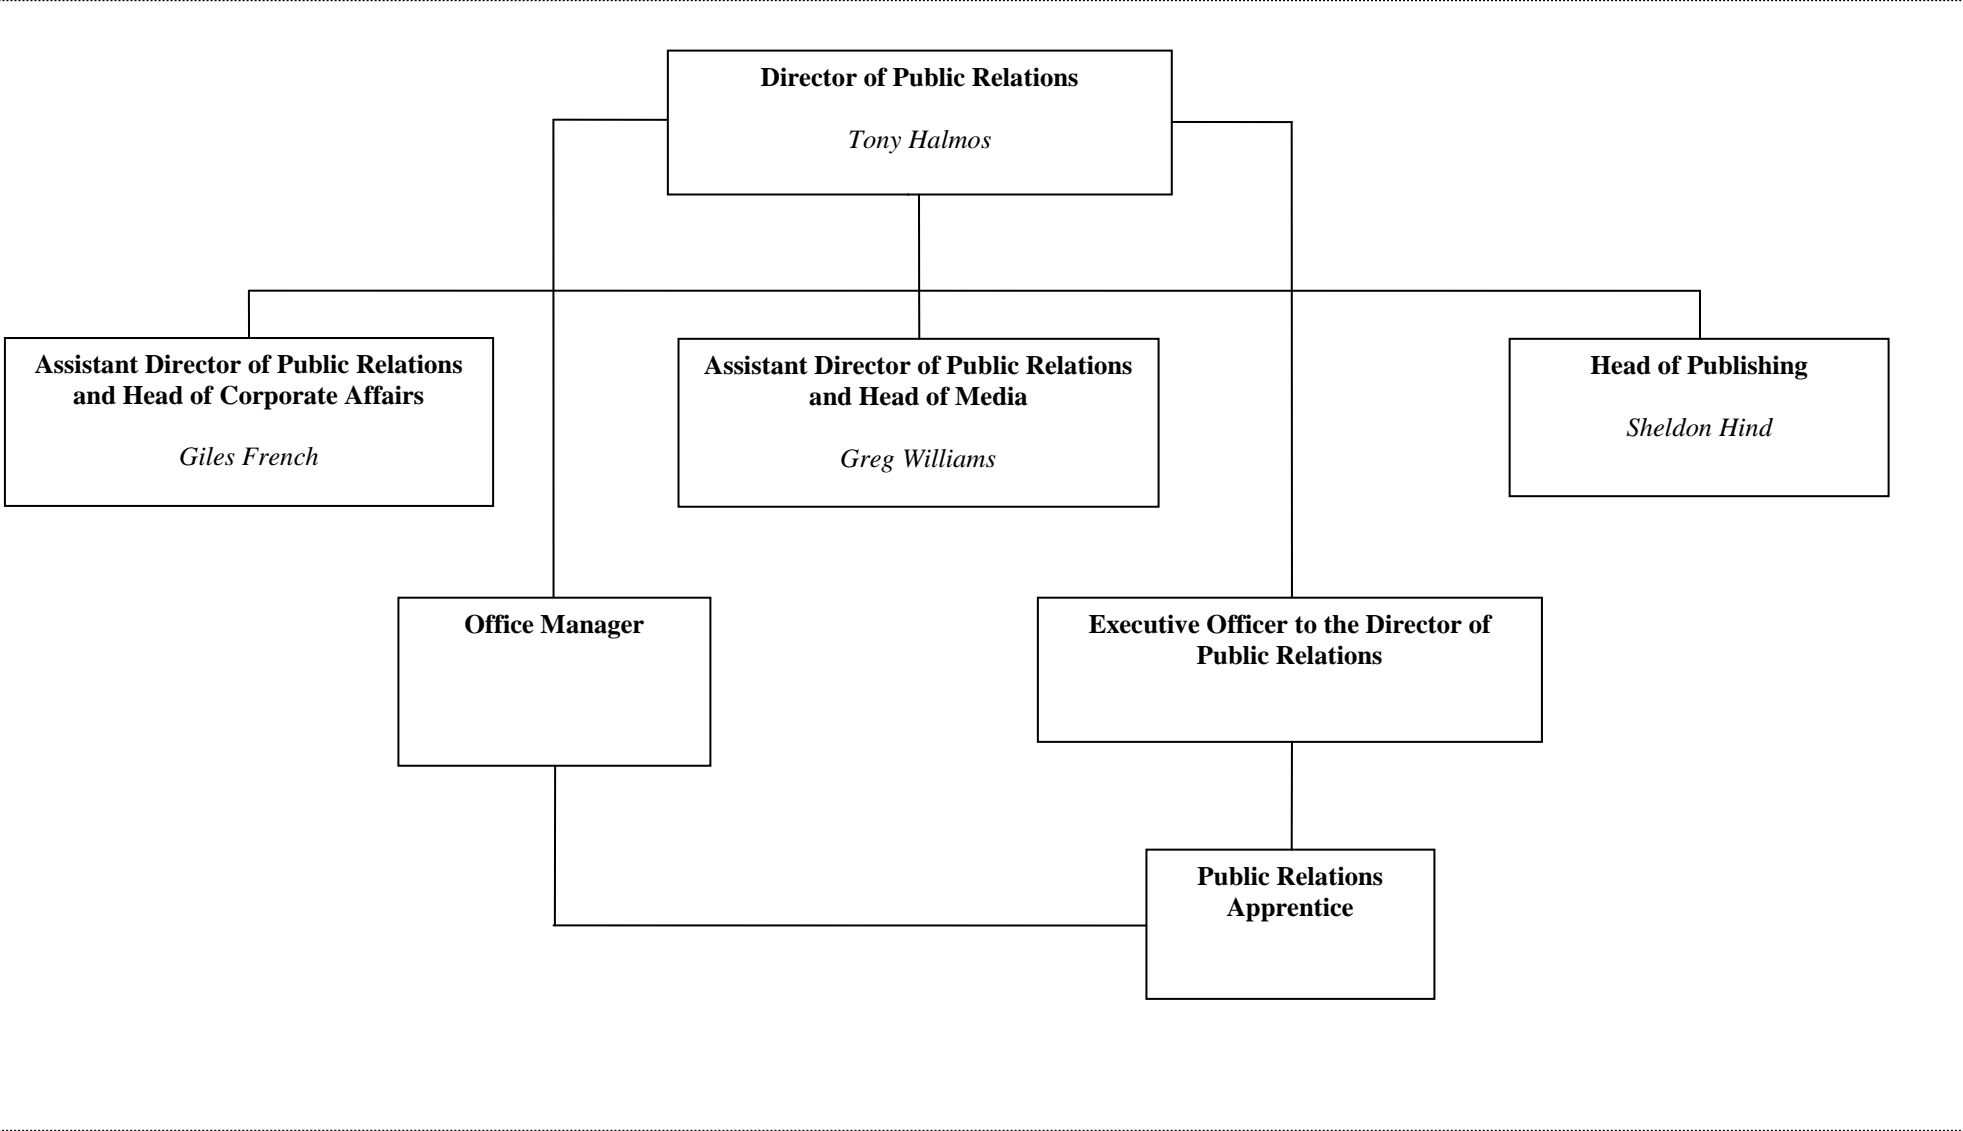 Director of Public Relations
Tony Halmos
Assistant Director of Public Relations
and Head of Corporate Affairs
Giles French
Assistant Director of Public Relations
and Head of Media
Greg Williams
Head of Publishing
Sheldon Hind
Office Manager
Executive Officer to the Director of
Public Relations
Public Relations
Apprentice